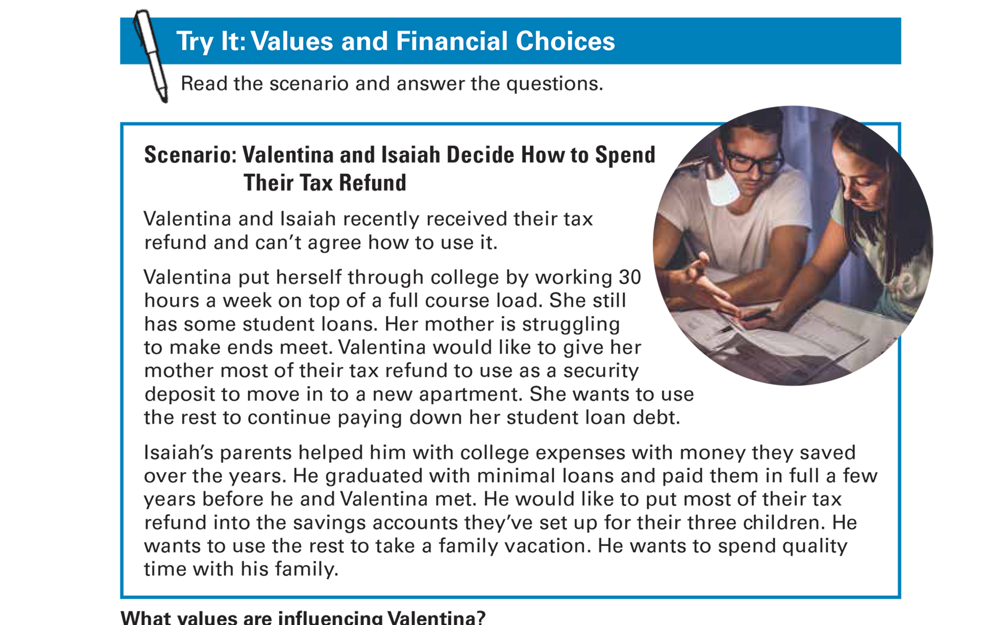 Try It: Values and Financial Choices
Read the scenario and answer the questions.
Scenario: Valentina and Isaiah Decide How to Spend
Their Tax Refund
Valentina and Isaiah recently received their tax
refund and can’t agree how to use it.
Valentina put herself through college by working 30
hours a week on top of a full course load. She still
has some student loans. Her mother is struggling
to make ends meet. Valentina would like to give her
mother most of their tax refund to use as a security
deposit to move in to a new apartment. She wants to use
the rest to continue paying down her student loan debt.
Isaiah’s parents helped him with college expenses with money they saved
over the years. He graduated with minimal loans and paid them in full a few
years before he and Valentina met. He would like to put most of their tax
refund into the savings accounts they’ve set up for their three children. He
wants to use the rest to take a family vacation. He wants to spend quality
time with his family.
What values are influencing Valentina?